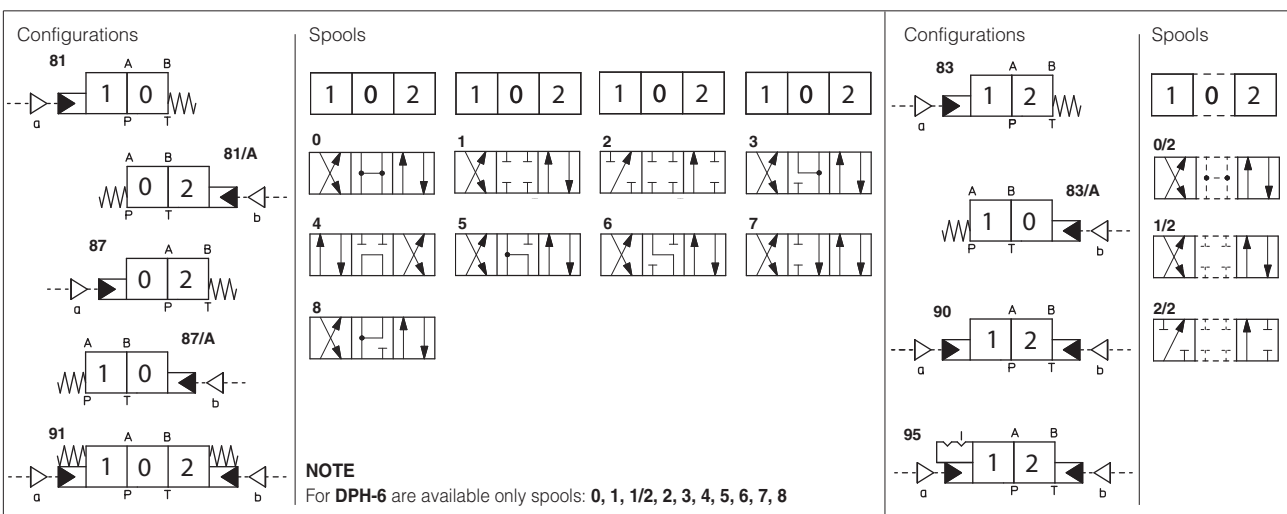 Configurations
81
A B
1 0
a
P T
A B
81/A
0 2
P T
b
87
A B
0 2
a
P T
87/A
A B
1 0
P T
b
91
A B
1 0 2
a
P T
b
Spools
1 0 2
1 0 2
1 0 2
1 0 2
0
1
2
3
4
5
6
7
8
NOTE
For DPH-6 are available only spools: 0, 1, 1/2, 2, 3, 4, 5, 6, 7, 8
Configurations
83
A B
1 2
a
P T
83/A
A B
1 0
P T
b
90
A B
1 2
a
P T
b
95
I
A B
1 2
a
P T
b
Spools
1 0 2
0/2
1/2
2/2